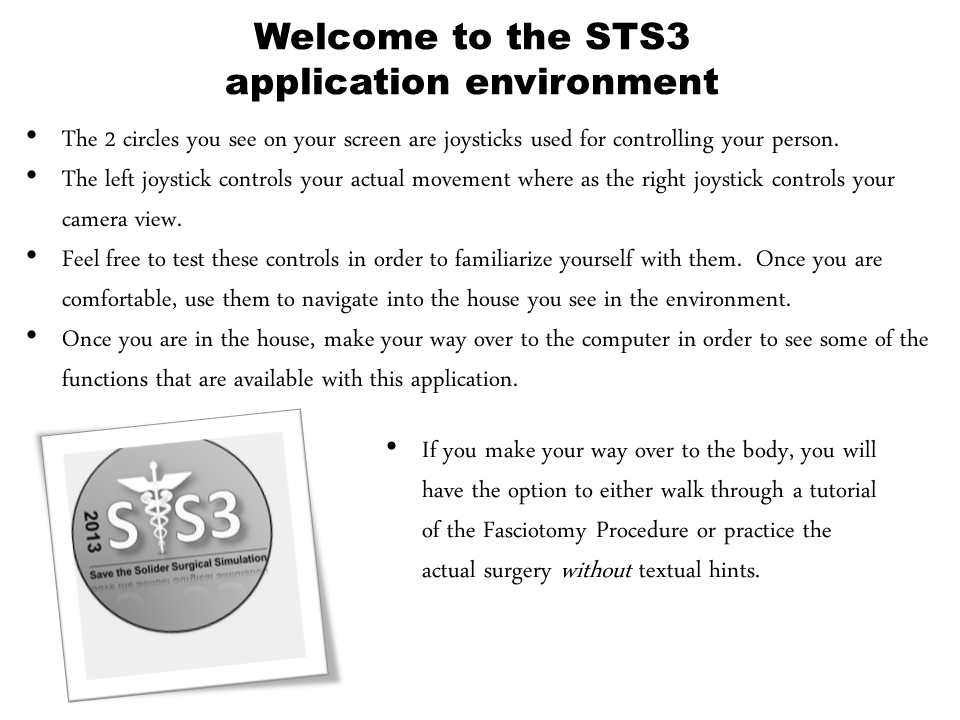 Welcome to the STS3
application environment
• The 2 circles you see on your screen are joysticks used for controlling your person.
• The left joystick controls your actual movement where as the right joystick controls your
camera view.
• Feel free to test these controls in order to familiarize yourself with them.  Once you are
comfortable, use them to navigate into the house you see in the environment.
• Once you are in the house, make your way over to the computer in order to see some of the
functions that are available with this application.
• If you make your way over to the body, you will
have the option to either walk through a tutorial
of the Fasciotomy Procedure or practice the
actual surgery without textual hints.
STS3
2013
Save the Solider Surgical Simulation